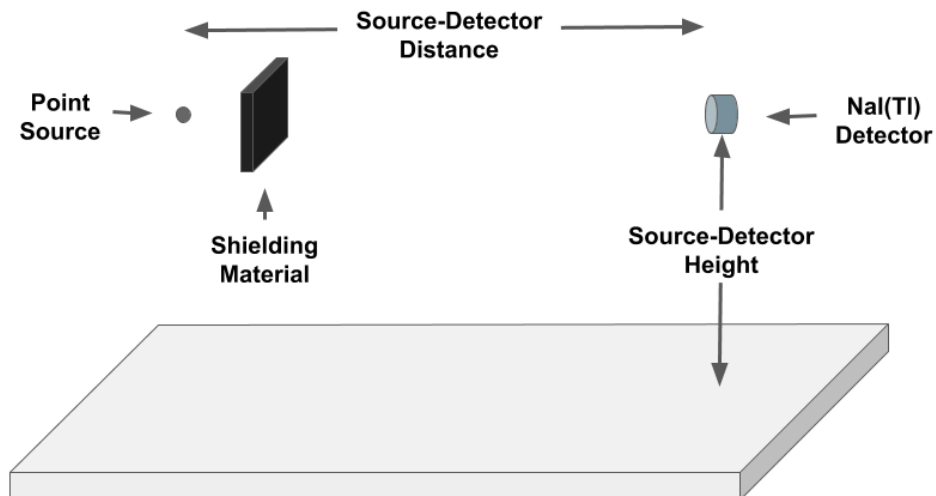 Source-Detector
Distance
Point
Source
NaI(Tl)
Detector
Shielding
Material
Source-Detector
Height